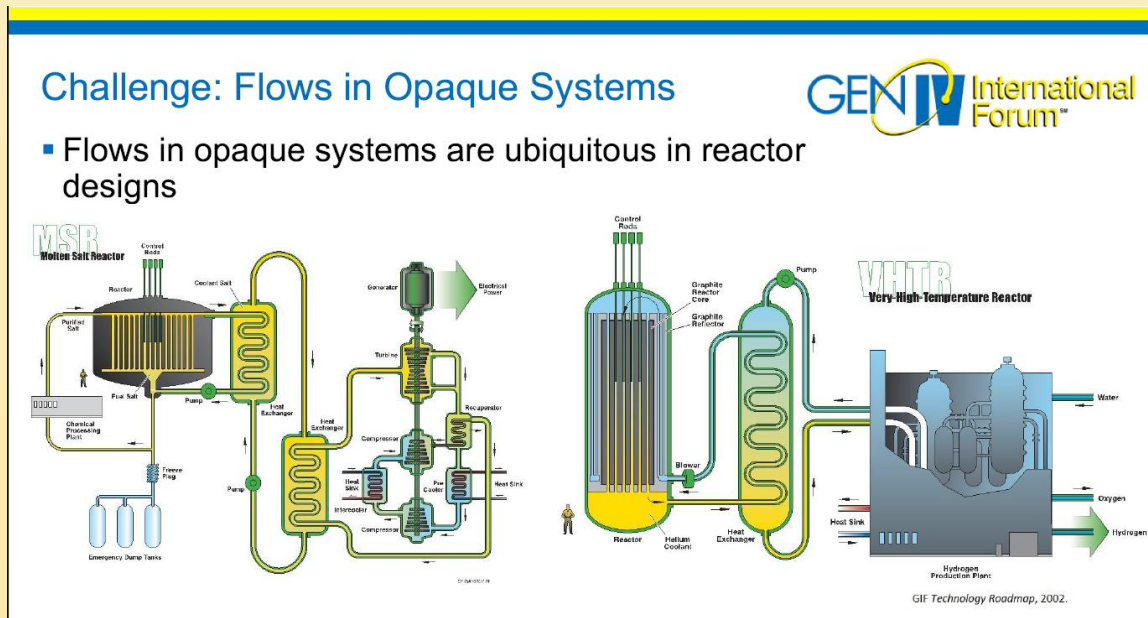 Challenge: Flows in Opaque Systems
GEN IV International
Forum℠
▪ Flows in opaque systems are ubiquitous in reactor
designs
MSR
Molten Salt Reactor
Control
Rods
Reactor
Coolant Salt
Purified
Salt
Fuel Salt
Pump
Heat
Exchanger
Chemical
Processing
Plant
Freeze
Plug
Pump
Emergency Dump Tanks
Heat
Exchanger
Generator
Electrical
Power
Turbine
Recuperator
Compressor
Heat
Sink
Pre
Cooler
Heat Sink
Intercooler
Compressor
Control
Rods
Graphite
Reactor
Core
Graphite
Reflector
Pump
VHTR
Very-High-Temperature Reactor
Blower
Water
Oxygen
Heat Sink
Hydrogen
Reactor
Helium
Coolant
Heat
Exchanger
Hydrogen
Production Plant
GIF Technology Roadmap, 2002.